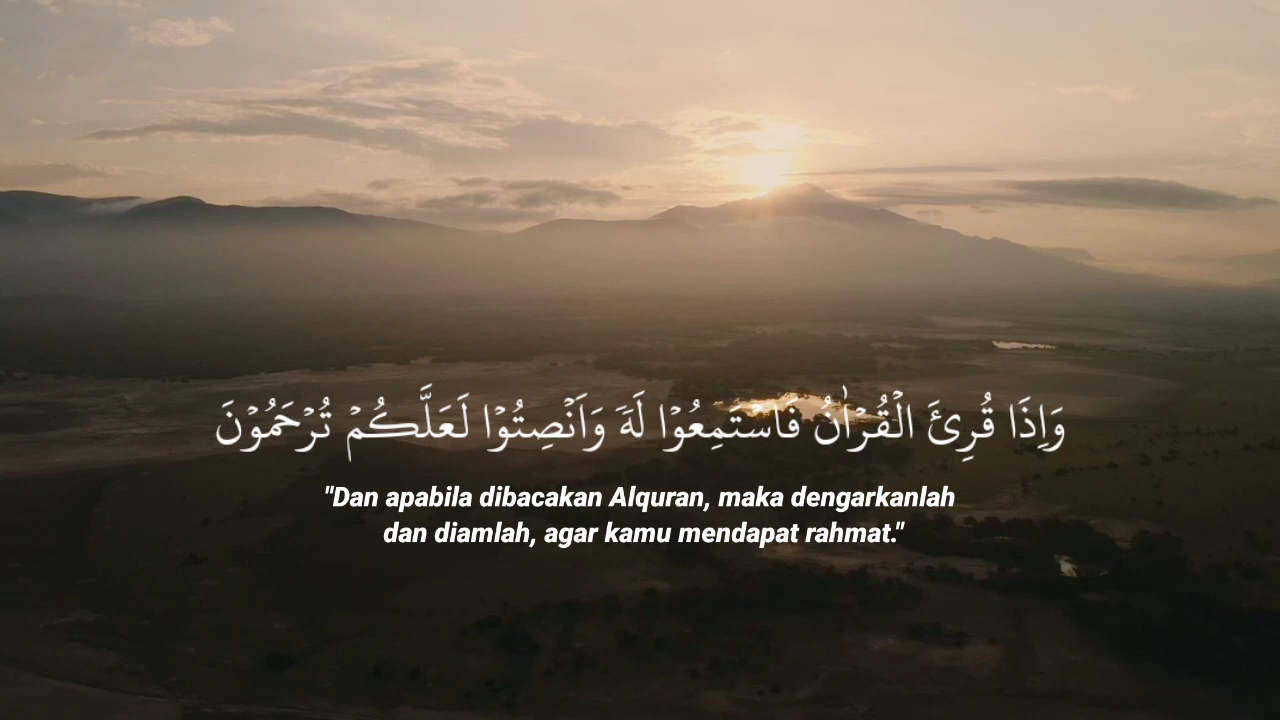 وَاِذَا قُرِئَ الْقُرْاٰنُ فَاسْتَمِعُوْا لَهٗ وَاَنْصِتُوْا لَعَلَّكُمْ تُرْحَمُوْنَ
"Dan apabila dibacakan Alquran, maka dengarkanlah
dan diamlah, agar kamu mendapat rahmat."